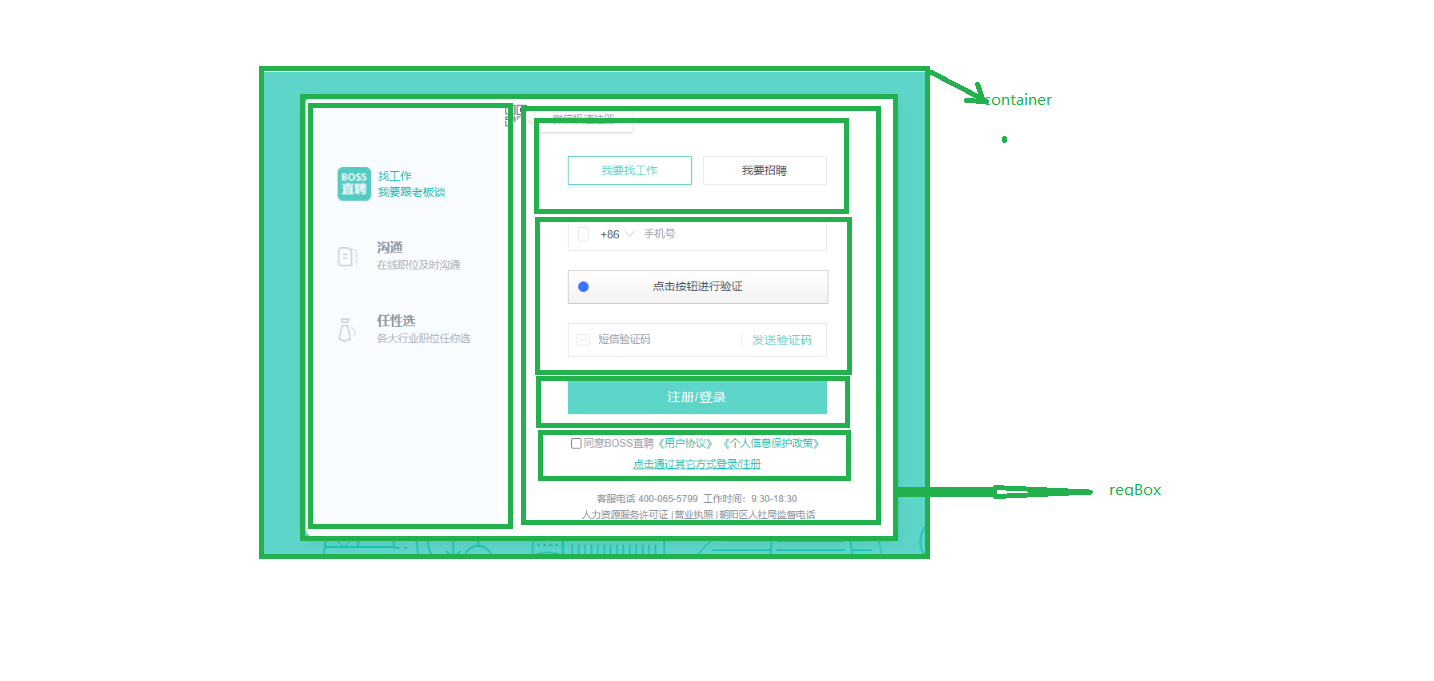 container
微信极速注册
BOSS
直聘
找工作
我要跟老板谈
我要找工作
我要招聘
+86
手机号
沟通
在线职位及时沟通
点击按钮进行验证
任性选
各大行业职位任你选
短信验证码
发送验证码
注册/登录
同意BOSS直聘《用户协议》《个人信息保护政策》
点击通过其它方式登录/注册
客服电话 400-065-5799 工作时间：9:30-18:30
人力资源服务许可证 | 营业执照 | 朝阳区人社局监督电话
regBox